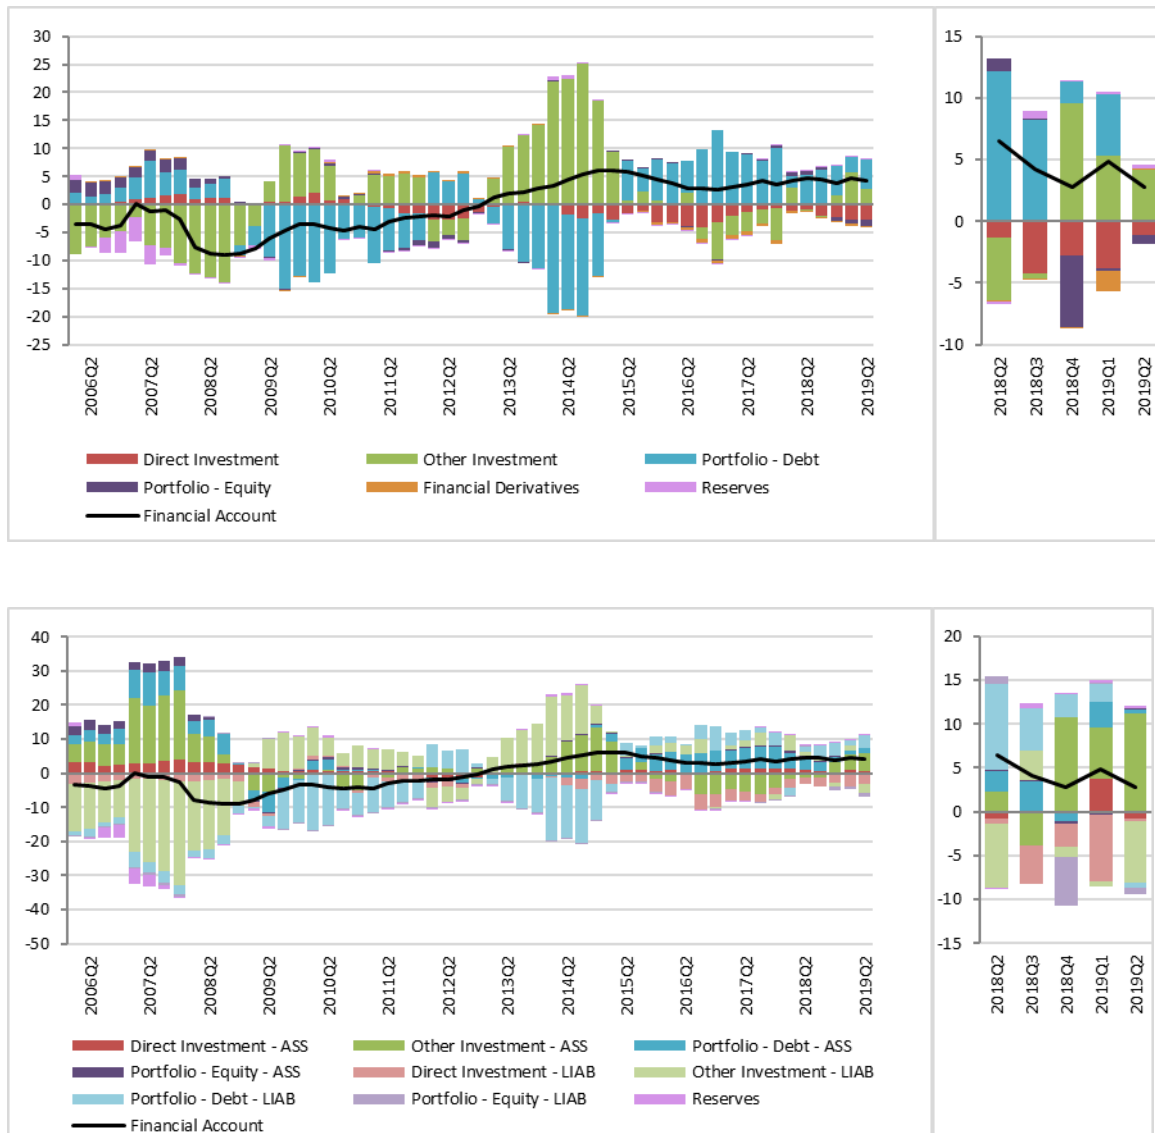 30
25
20
15
10
5
0
-5
-10
-15
-20
-25
2006Q2
2007Q2
2008Q2
2009Q2
2010Q2
2011Q2
2012Q2
2013Q2
2014Q2
2015Q2
2016Q2
2017Q2
2018Q2
2019Q2
15
10
5
0
-5
-10
2018Q2
2018Q3
2018Q4
2019Q1
2019Q2
Direct Investment Other Investment Portfolio - Debt
Portfolio - Equity Financial Derivatives Reserves
Financial Account
40
30
20
10
0
-10
-20
-30
-40
-50
2006Q2
2007Q2
2008Q2
2009Q2
2010Q2
2011Q2
2012Q2
2013Q2
2014Q2
2015Q2
2016Q2
2017Q2
2018Q2
2019Q2
20
15
10
5
0
-5
-10
-15
2018Q2
2018Q3
2018Q4
2019Q1
2019Q2
Direct Investment - ASS Other Investment - ASS Portfolio - Debt - ASS
Portfolio - Equity - ASS Direct Investment - LIAB Other Investment - LIAB
Portfolio - Debt - LIAB Portfolio - Equity - LIAB Reserves
Financial Account